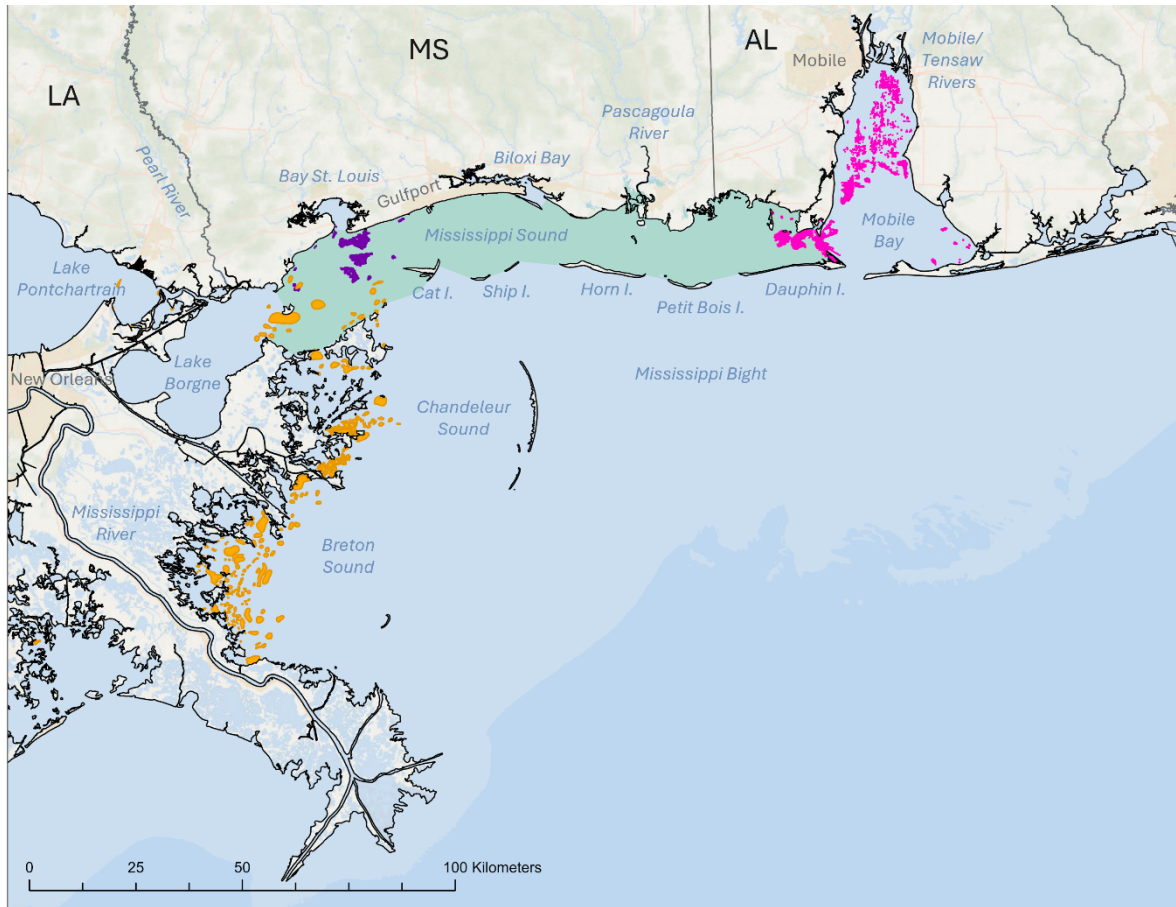 MS
AL
LA
Mobile
Mobile/
Tensaw
Rivers
Pascagoula
River
Pearl River
Biloxi Bay
Bay St. Louis
Gulfport
Mississippi Sound
Mobile
Bay
Lake
Pontchartrain
Cat I.
Ship I.
Horn I.
Petit Bois I.
Dauphin I.
New Orleans
Lake
Borgne
Mississippi Bight
Chandeleur
Sound
Mississippi
River
Breton
Sound
0
25
50
100 Kilometers